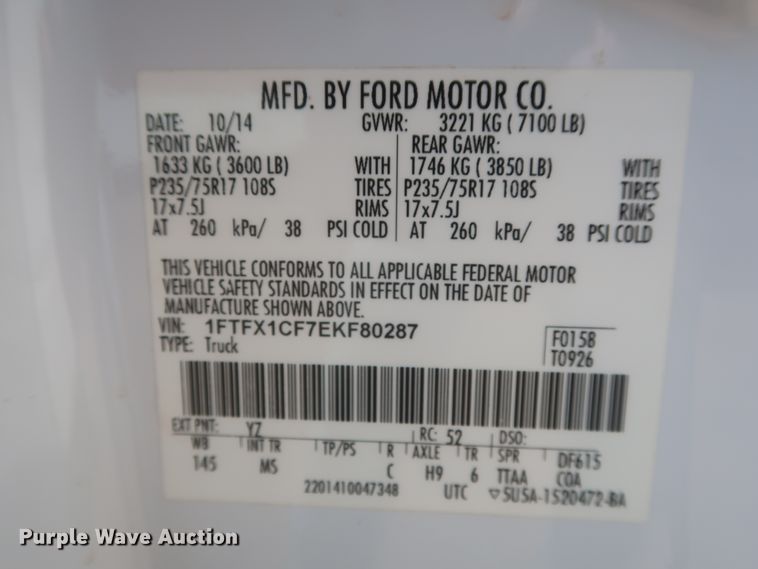 MFD. BY FORD MOTOR CO.
DATE: 10/14 GVWR: 3221 KG ( 7100 LB)
FRONT GAWR: REAR GAWR:
1633 KG ( 3600 LB) WITH 1746 KG ( 3850 LB) WITH
P235/75R17 108S TIRES P235/75R17 108S TIRES
17x7.5J RIMS 17x7.5J RIMS
AT 260 kPa/ 38 PSI COLD AT 260 kPa/ 38 PSI COLD
THIS VEHICLE CONFORMS TO ALL APPLICABLE FEDERAL MOTOR
VEHICLE SAFETY STANDARDS IN EFFECT ON THE DATE OF
MANUFACTURE SHOWN ABOVE.
VIN: 1FTFX1CF7EKF80287 F0158
TYPE: Truck T0926
EXT PNT: YZ RC: 52 DSO:
WB INT TR TP/PS R AXLE TR SPR DF615
145 MS C H9 6 TTAA COA
2201410047348 UTC ▽5U5A-1520472-BA
Purple Wave Auction